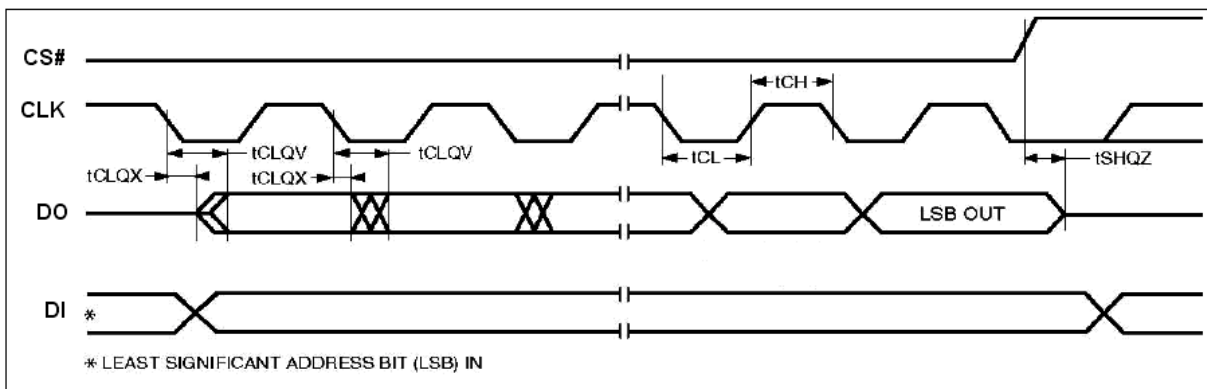 CS#
CLK
tCH
tCLQV
tCLQV
tCL
tSHQZ
tCLQX
tCLQX
DO
LSB OUT
DI
*
* LEAST SIGNIFICANT ADDRESS BIT (LSB) IN